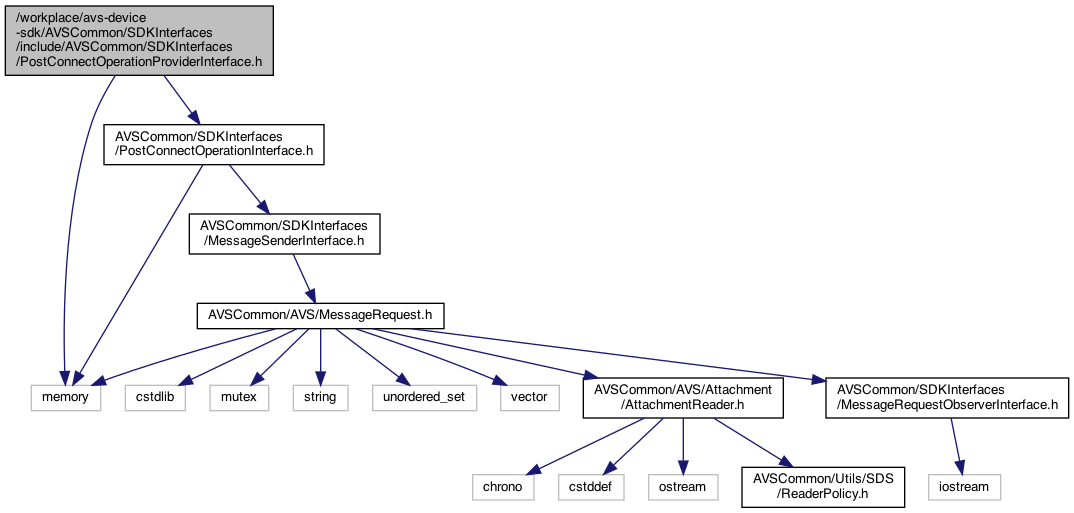 /workplace/avs-device
-sdk/AVSCommon/SDKInterfaces
/include/AVSCommon/SDKInterfaces
/PostConnectOperationProviderInterface.h
AVSCommon/SDKInterfaces
/PostConnectOperationInterface.h
AVSCommon/SDKInterfaces
/MessageSenderInterface.h
AVSCommon/AVS/MessageRequest.h
memory
cstdlib
mutex
string
unordered_set
vector
AVSCommon/AVS/Attachment
/AttachmentReader.h
AVSCommon/SDKInterfaces
/MessageRequestObserverInterface.h
chrono
cstddef
ostream
AVSCommon/Utils/SDS
/ReaderPolicy.h
iostream